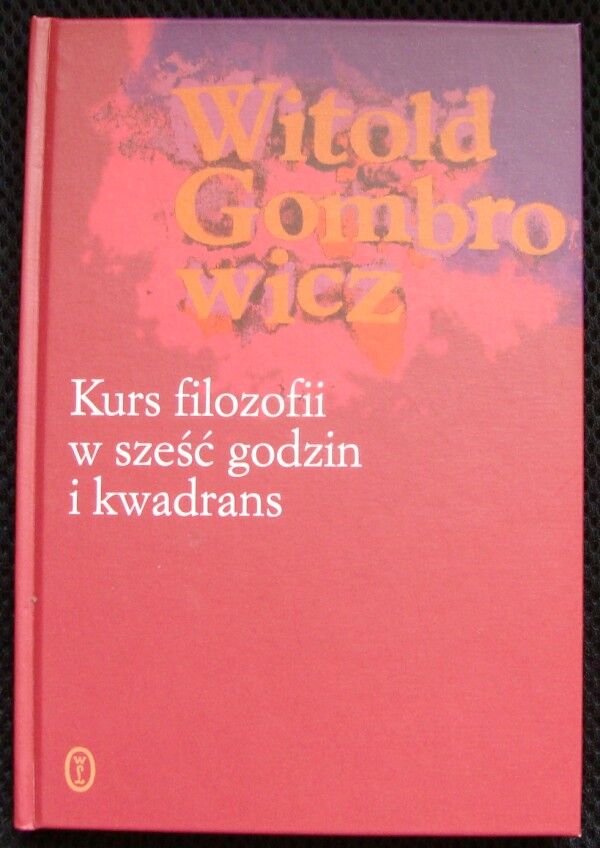 Witold
Gombro
wicz
Kurs filozofii
w sześć godzin
i kwadrans
W
L